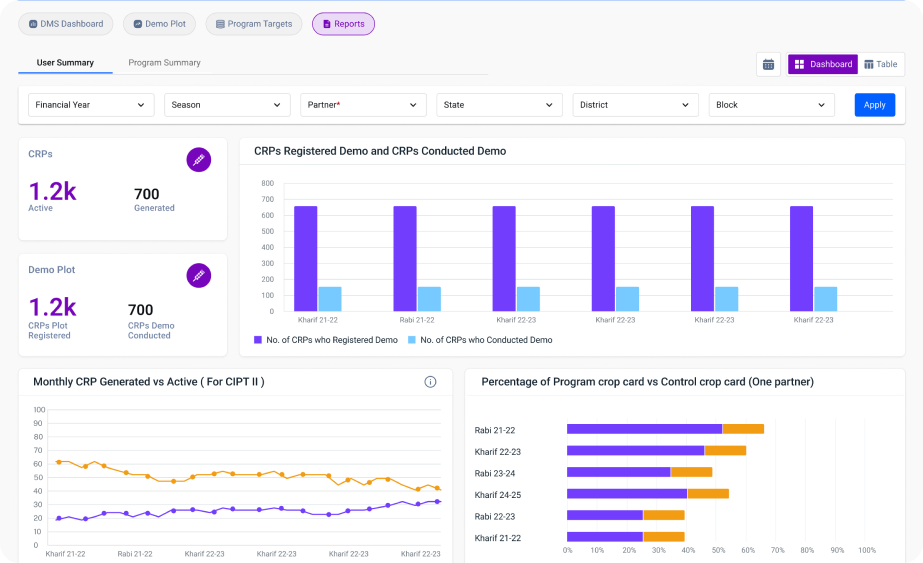 DMS Dashboard
Demo Plot
Program Targets
Reports
User Summary
Program Summary
Dashboard
Table
Financial Year
Season
Partner*
State
District
Block
Apply
CRPs
1.2k
Active
700
Generated
Demo Plot
1.2k
CRPs Plot
Registered
700
CRPs Demo
Conducted
CRPs Registered Demo and CRPs Conducted Demo
800
700
600
500
400
300
200
100
0
Kharif 21-22
Rabi 21-22
Kharif 22-23
Kharif 22-23
Kharif 22-23
Kharif 22-23
No. of CRPs who Registered Demo
No. of CRPs who Conducted Demo
Monthly CRP Generated vs Active ( For CIPT II )
100
90
80
70
60
50
40
30
20
10
0
Kharif 21-22
Rabi 21-22
Kharif 22-23
Kharif 22-23
Kharif 22-23
Kharif 22-23
Percentage of Program crop card vs Control crop card (One partner)
Rabi 21-22
Kharif 22-23
Rabi 23-24
Kharif 24-25
Rabi 22-23
Kharif 21-22
0%
10%
20%
30%
40%
50%
60%
70%
80%
90%
100%